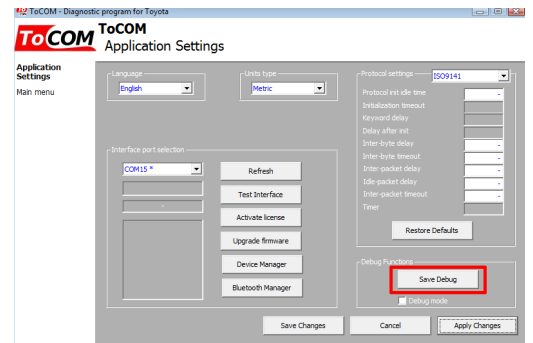 ToCOM - Diagnostic program for Toyota
ToCOM
ToCOM
Application Settings
Application
Settings
Main menu
Language
English
Units type
Metric
Protocol settings
ISO9141
Protocol init idle time
-
Initialization timeout
Keyword delay
Delay after init
Inter-byte delay
-
Inter-byte timeout
-
Inter-packet delay
-
Idle-packet delay
-
Inter-packet timeout
-
Timer
Restore Defaults
Interface port selection
COM15 *
-
Refresh
Test Interface
Activate license
Upgrade firmware
Device Manager
Bluetooth Manager
Debug Functions
Save Debug
Debug mode
Save Changes
Cancel
Apply Changes